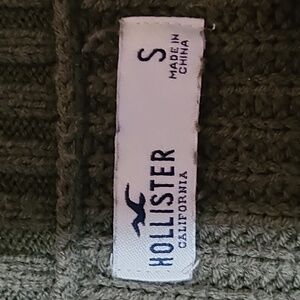 HOLLISTER
CALIFORNIA
S
MADE IN
CHINA